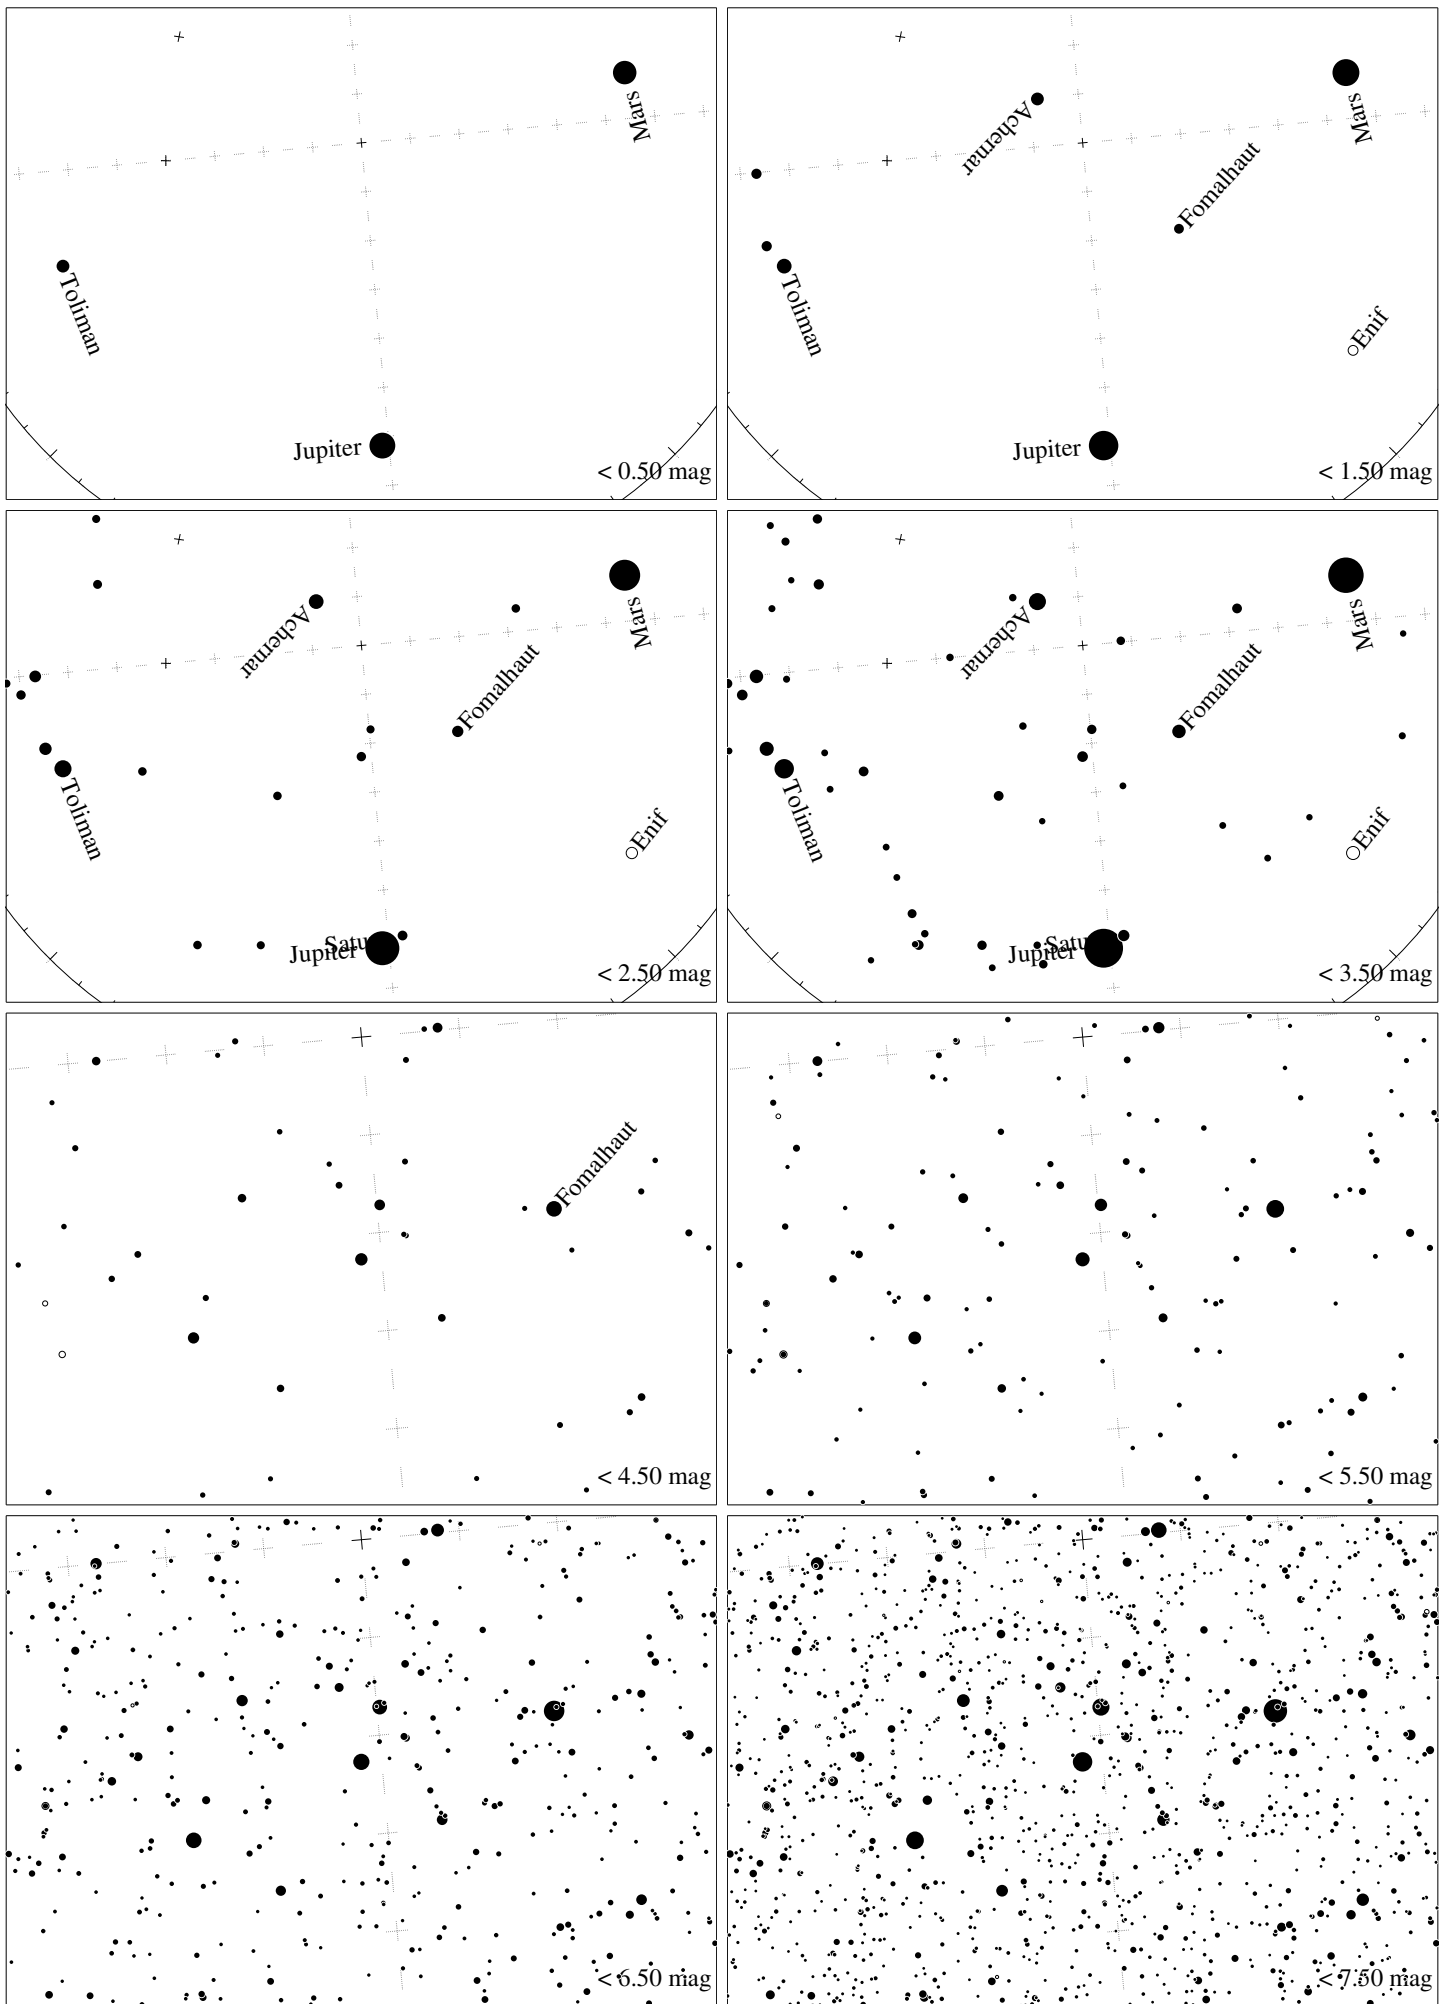 Mars
Toliman
Jupiter
< 0.50 mag
Achernar
Mars
Fomalhaut
Toliman
Enif
Jupiter
< 1.50 mag
Achernar
Mars
Fomalhaut
Toliman
Enif
Satu
Jupiter
< 2.50 mag
Achernar
Mars
Fomalhaut
Toliman
Enif
Satu
Jupiter
< 3.50 mag
Fomalhaut
< 4.50 mag
< 5.50 mag
< 6.50 mag
< 7.50 mag